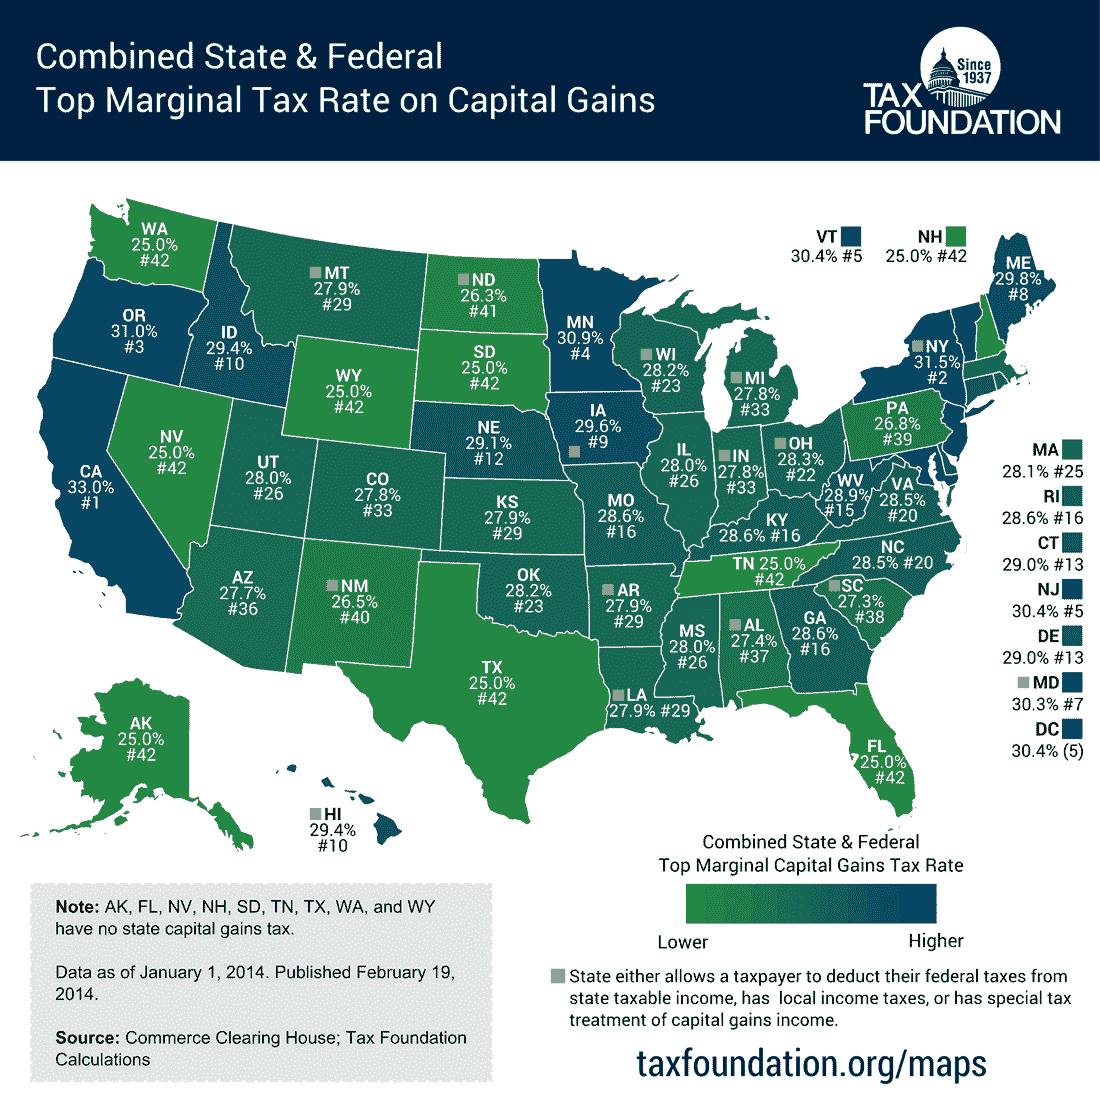 Combined State & Federal
Top Marginal Tax Rate on Capital Gains
Since
1937
TAX
FOUNDATION
WA
25.0%
#42
MT
27.9%
#29
ND
26.3%
#41
VT
30.4% #5
NH
25.0% #42
ME
29.8%
#8
OR
31.0%
#3
ID
29.4%
#10
MN
30.9%
#4
WI
28.2%
#23
MI
27.8%
#33
NY
31.5%
#2
WY
25.0%
#42
SD
25.0%
#42
IA
29.6%
#9
PA
26.8%
#39
NV
25.0%
#42
NE
29.1%
#12
CA
33.0%
#1
UT
28.0%
#26
CO
27.8%
#33
KS
27.9%
#29
MO
28.6%
#16
IL
28.0%
#26
IN
27.8%
#33
OH
28.3%
#22
WV
28.9%
#15
VA
28.5%
#20
KY
28.6% #16
MA
28.1% #25
RI
28.6% #16
CT
29.0% #13
NJ
30.4% #5
DE
29.0% #13
MD
30.3% #7
DC
30.4% (5)
AZ
27.7%
#36
NM
26.5%
#40
OK
28.2%
#23
AR
27.9%
#29
TN 25.0%
#42
NC
28.5% #20
SC
27.3%
#38
MS
28.0%
#26
AL
27.4%
#37
GA
28.6%
#16
TX
25.0%
#42
LA
27.9% #29
FL
25.0%
#42
AK
25.0%
#42
HI
29.4%
#10
Combined State & Federal
Top Marginal Capital Gains Tax Rate
Lower
Higher
Note: AK, FL, NV, NH, SD, TN, TX, WA, and WY
have no state capital gains tax.
Data as of January 1, 2014. Published February 19,
2014.
Source: Commerce Clearing House; Tax Foundation
Calculations
State either allows a taxpayer to deduct their federal taxes from
state taxable income, has local income taxes, or has special tax
treatment of capital gains income.
taxfoundation.org/maps